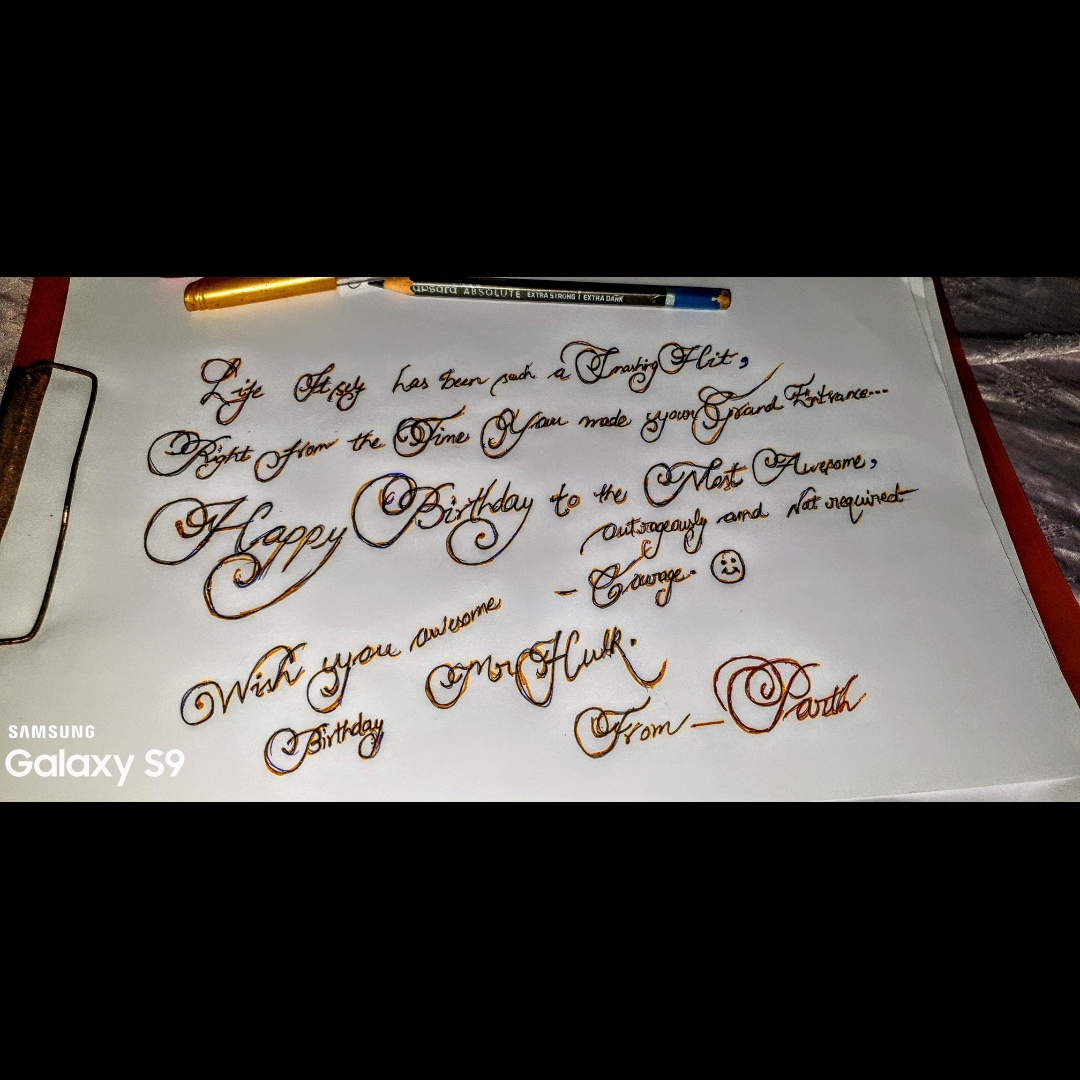 apsara ABSOLUTE EXTRA STRONG | EXTRA DARK
Life Itself has been such a Smashing Hit,
Right from the Time You made your Grand Entrance...
Happy Birthday to the Most Awesome,
outrageously and Not required
- Courage. ☺
Wish you awesome
Birthday
Mr Hulk.
From - Parth
SAMSUNG
Galaxy S9